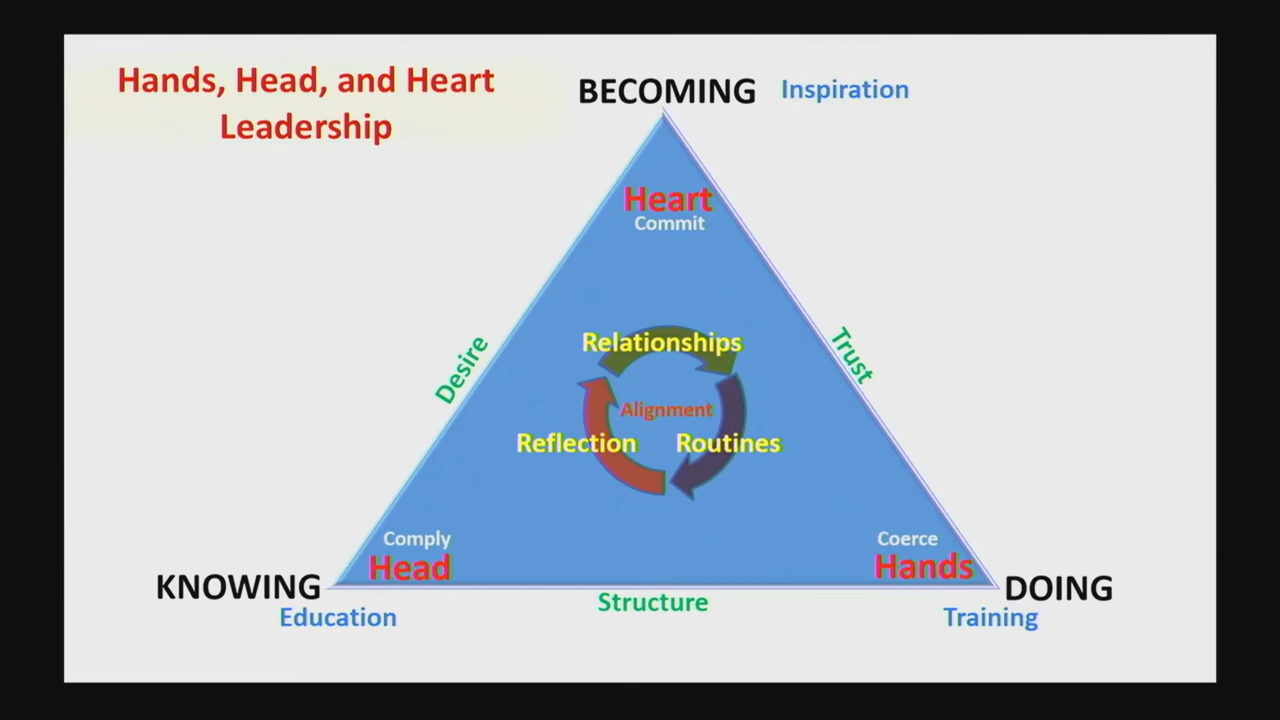 Hands, Head, and Heart
Leadership
BECOMING
Inspiration
Heart
Commit
Desire
Trust
Relationships
Alignment
Reflection
Routines
Comply
Head
Coerce
Hands
KNOWING
Education
Structure
DOING
Training